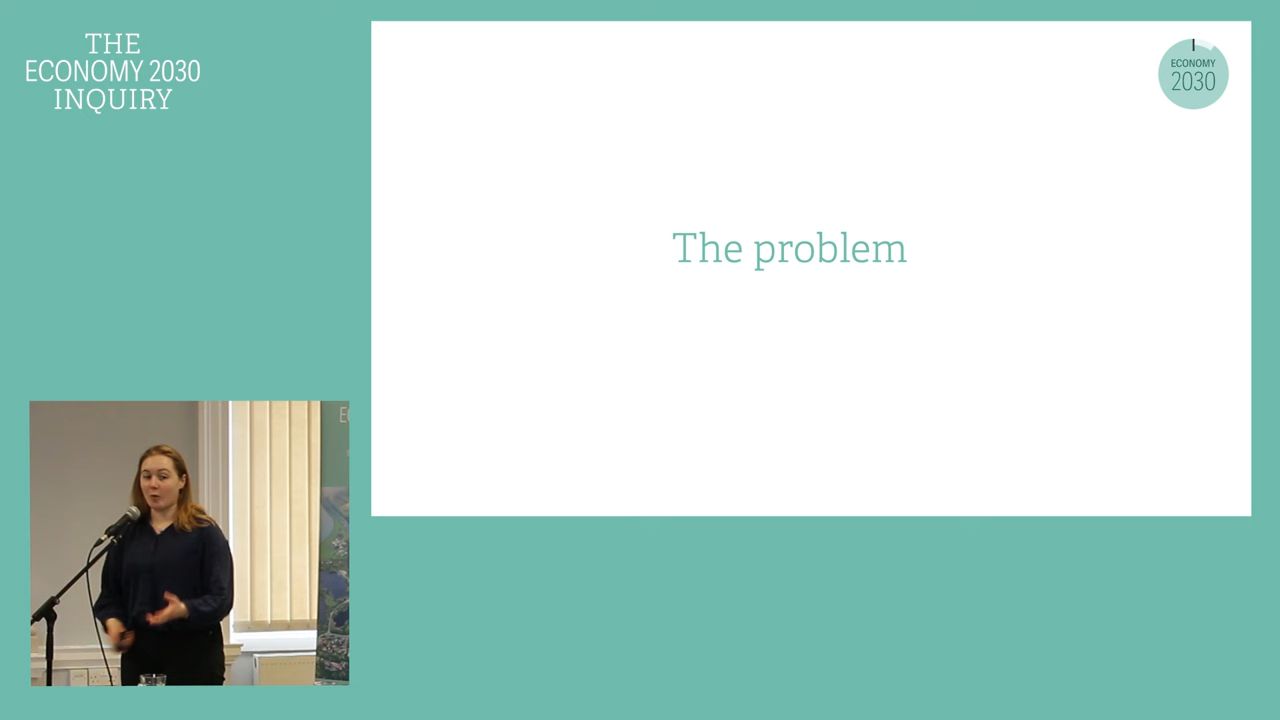 THE
ECONOMY 2030
INQUIRY
ECONOMY
2030
The problem